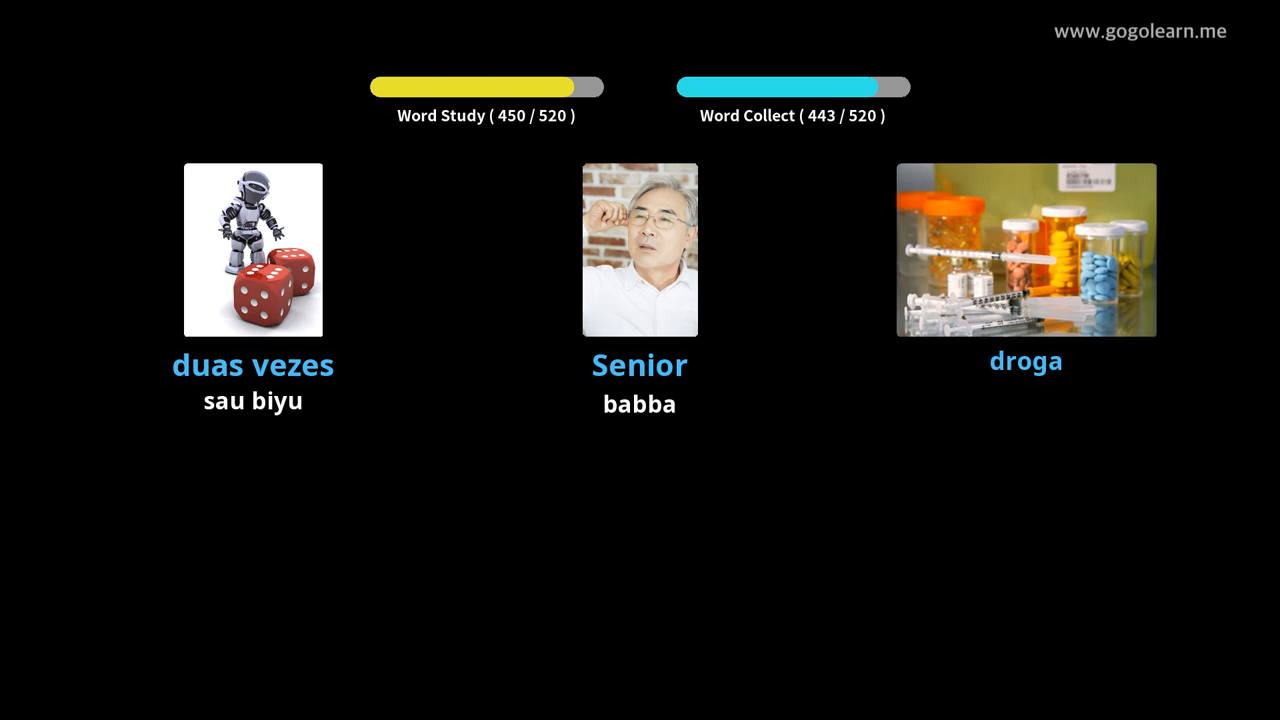 www.gogolearn.me
Word Study ( 450 / 520 )
Word Collect ( 443 / 520 )
duas vezes
sau biyu
Senior
babba
droga